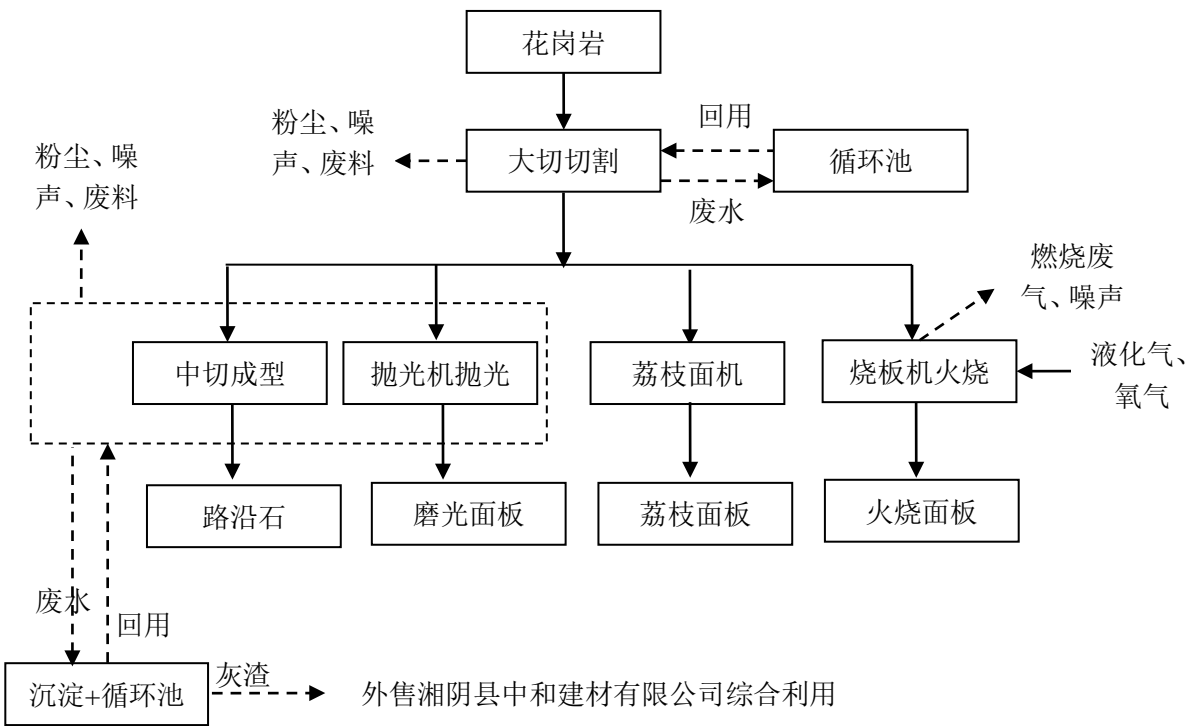 花岗岩
粉尘、噪
声、废料
回用
大切切割
循环池
废水
粉尘、噪
声、废料
燃烧废
气、噪声
中切成型
抛光机抛光
荔枝面机
烧板机火烧
液化气、
氧气
路沿石
磨光面板
荔枝面板
火烧面板
废水
回用
沉淀+循环池
灰渣
外售湘阴县中和建材有限公司综合利用